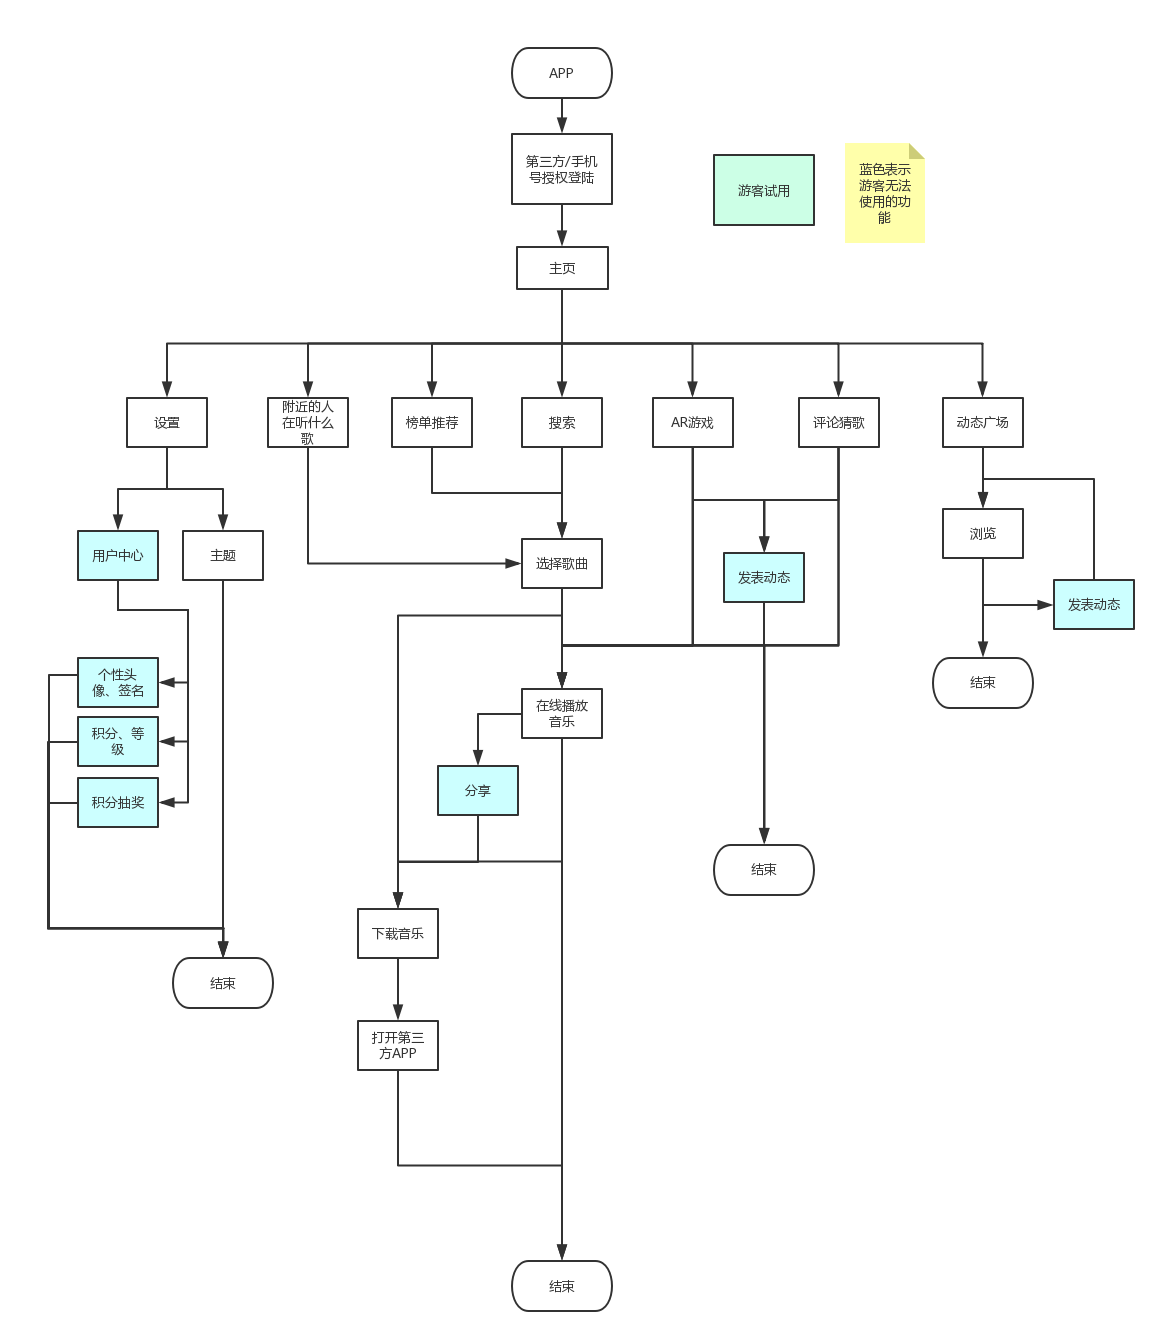 APP
第三方/手机
号授权登陆
游客试用
蓝色表示
游客无法
使用的功
能
主页
设置
附近的人
在听什么
歌
榜单推荐
搜索
AR游戏
评论猜歌
动态广场
用户中心
主题
选择歌曲
发表动态
浏览
发表动态
个性头
像、签名
积分、等
级
积分抽奖
在线播放
音乐
分享
结束
结束
下载音乐
结束
打开第三
方APP
结束